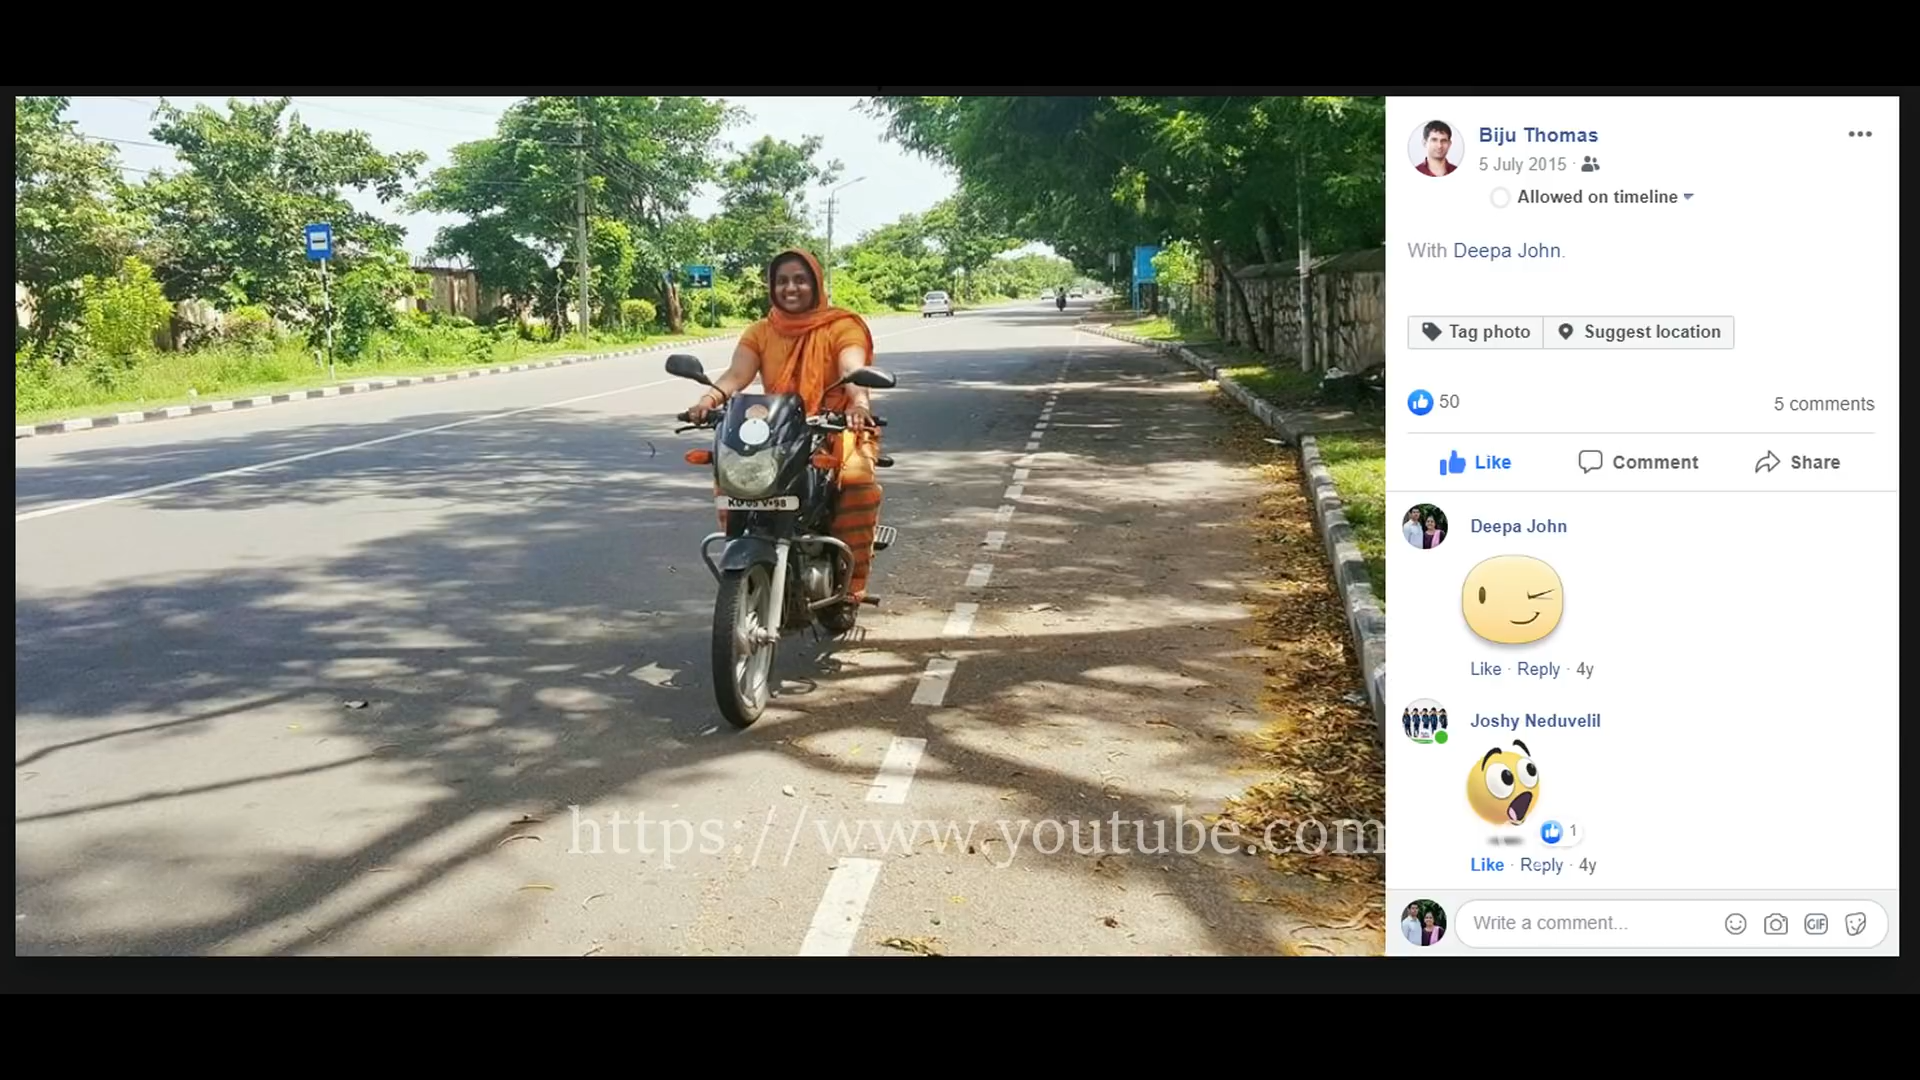 Biju Thomas
5 July 2015 ·
Allowed on timeline
With Deepa John.
Tag photo
Suggest location
50
5 comments
Like
Comment
Share
Deepa John
Like · Reply · 4y
Joshy Neduvelil
1
Like · Reply · 4y
Write a comment...
GIF
https://www.youtube.com